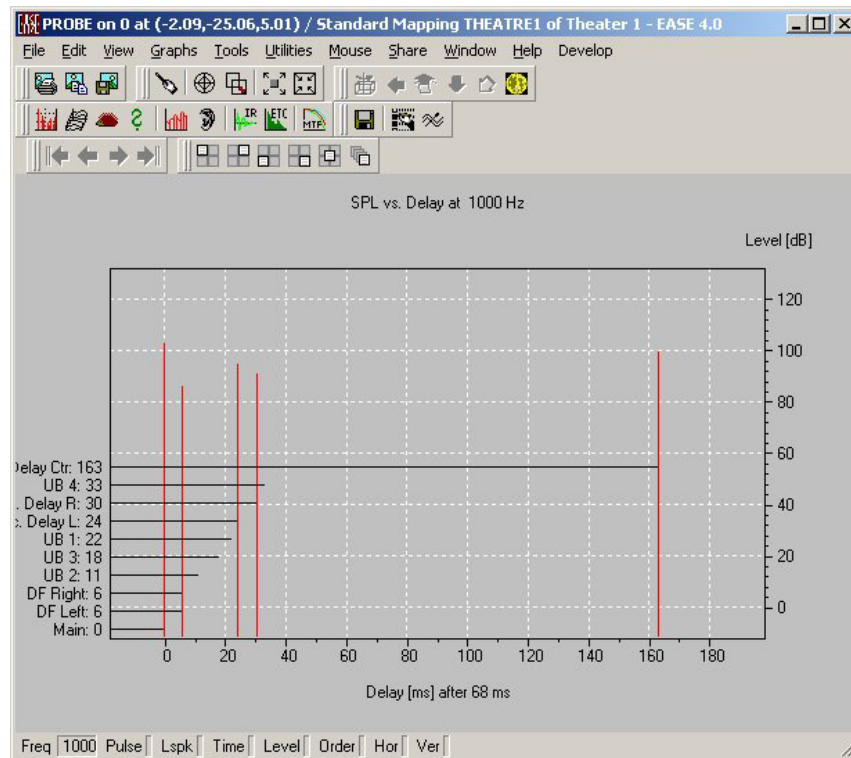 PROBE on 0 at (-2.09,-25.06,5.01) / Standard Mapping THEATRE1 of Theater 1 - EASE 4.0
File Edit View Graphs Tools Utilities Mouse Share Window Help Develop
IR ETC MTF
SPL vs. Delay at 1000 Hz
Level [dB]
120
100
80
60
40
20
0
Delay Ctr: 163
UB 4: 33
. Delay R: 30
c. Delay L: 24
UB 1: 22
UB 3: 18
UB 2: 11
DF Right: 6
DF Left: 6
Main: 0
0 20 40 60 80 100 120 140 160 180
Delay [ms] after 68 ms
Freq 1000 Pulse Lspk Time Level Order Hor Ver